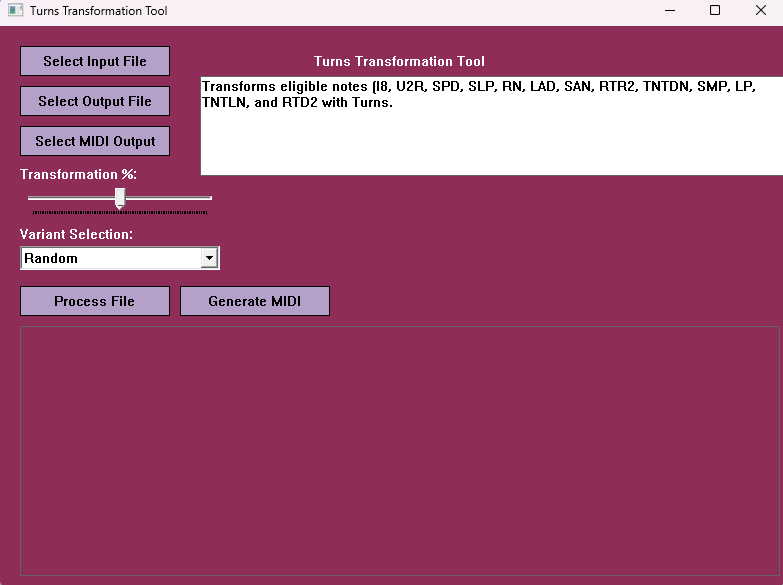 Turns Transformation Tool
Select Input File
Turns Transformation Tool
Transforms eligible notes (I8, U2R, SPD, SLP, RN, LAD, SAN, RTR2, TNTDN, SMP, LP,
TNTLN, and RTD2 with Turns.
Select Output File
Select MIDI Output
Transformation %:
Variant Selection:
Random
Process File
Generate MIDI